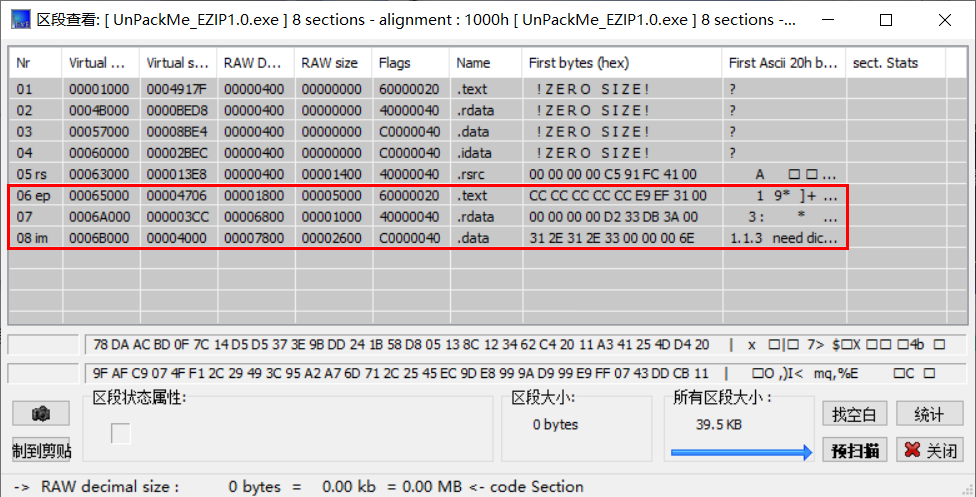 区段查看: [ UnPackMe_EZIP1.0.exe ] 8 sections - alignment : 1000h [ UnPackMe_EZIP1.0.exe ] 8 sections -...
Nr Virtual ... Virtual s... RAW D... RAW size Flags Name First bytes (hex) First Ascii 20h b... sect. Stats
01 00001000 0004917F 00000400 00000000 60000020 .text ! Z E R O S I Z E ! ?
02 0004B000 0000BED8 00000400 00000000 40000040 .rdata ! Z E R O S I Z E ! ?
03 00057000 00008BE4 00000400 00000000 C0000040 .data ! Z E R O S I Z E ! ?
04 00060000 00002BEC 00000400 00000000 C0000040 .idata ! Z E R O S I Z E ! ?
05 rs 00063000 000013E8 00000400 00001400 40000040 .rsrc 00 00 00 00 C5 91 FC 41 00 A □ □ ...
06 ep 00065000 00004706 00001800 00005000 60000020 .text CC CC CC CC CC E9 EF 31 00 1 9* ]+ ...
07 0006A000 000003CC 00006800 00001000 40000040 .rdata 00 00 00 00 D2 33 DB 3A 00 3 : * ...
08 im 0006B000 00004000 00007800 00002600 C0000040 .data 31 2E 31 2E 33 00 00 00 6E 1.1.3 need dic...
78 DA AC BD 0F 7C 14 D5 D5 37 3E 9B DD 24 1B 58 D8 05 13 8C 12 34 62 C4 20 11 A3 41 25 4D D4 20 | x □|□ 7> $□X □□ □4b □
9F AF C9 07 4F F1 2C 29 49 3C 95 A2 A7 6D 71 2C 25 45 EC 9D E8 99 9A D9 99 E9 FF 07 43 DD CB 11 | □O ,)I< mq,%E □C □
区段状态属性:
区段大小:
所有区段大小 :
找空白
统计
0 bytes
39.5 KB
制到剪贴
预扫描
关闭
-> RAW decimal size : 0 bytes = 0.00 kb = 0.00 MB <- code Section